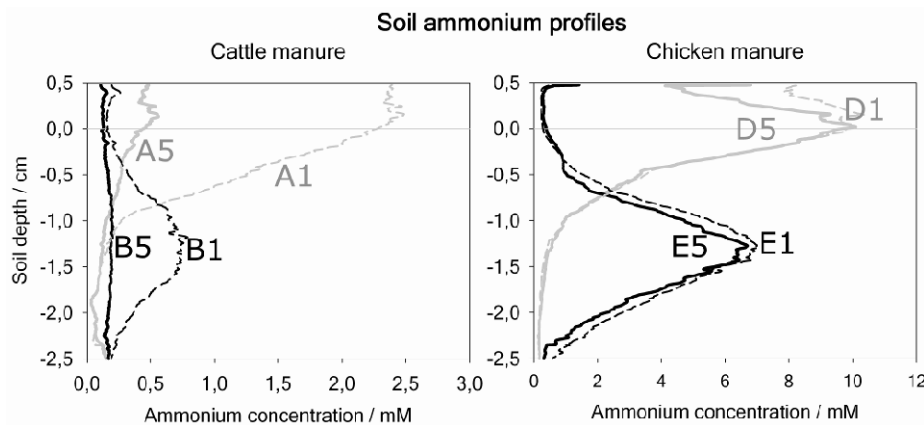 Soil ammonium profiles
Cattle manure
Chicken manure
Soil depth / cm
0,5
0,0
-0,5
-1,0
-1,5
-2,0
-2,5
A5
A1
B5
B1
0,0 0,5 1,0 1,5 2,0 2,5 3,0
Ammonium concentration / mM
0,5
0,0
-0,5
-1,0
-1,5
-2,0
-2,5
D5
D1
E5
E1
0 2 4 6 8 10 12
Ammonium concentration / mM